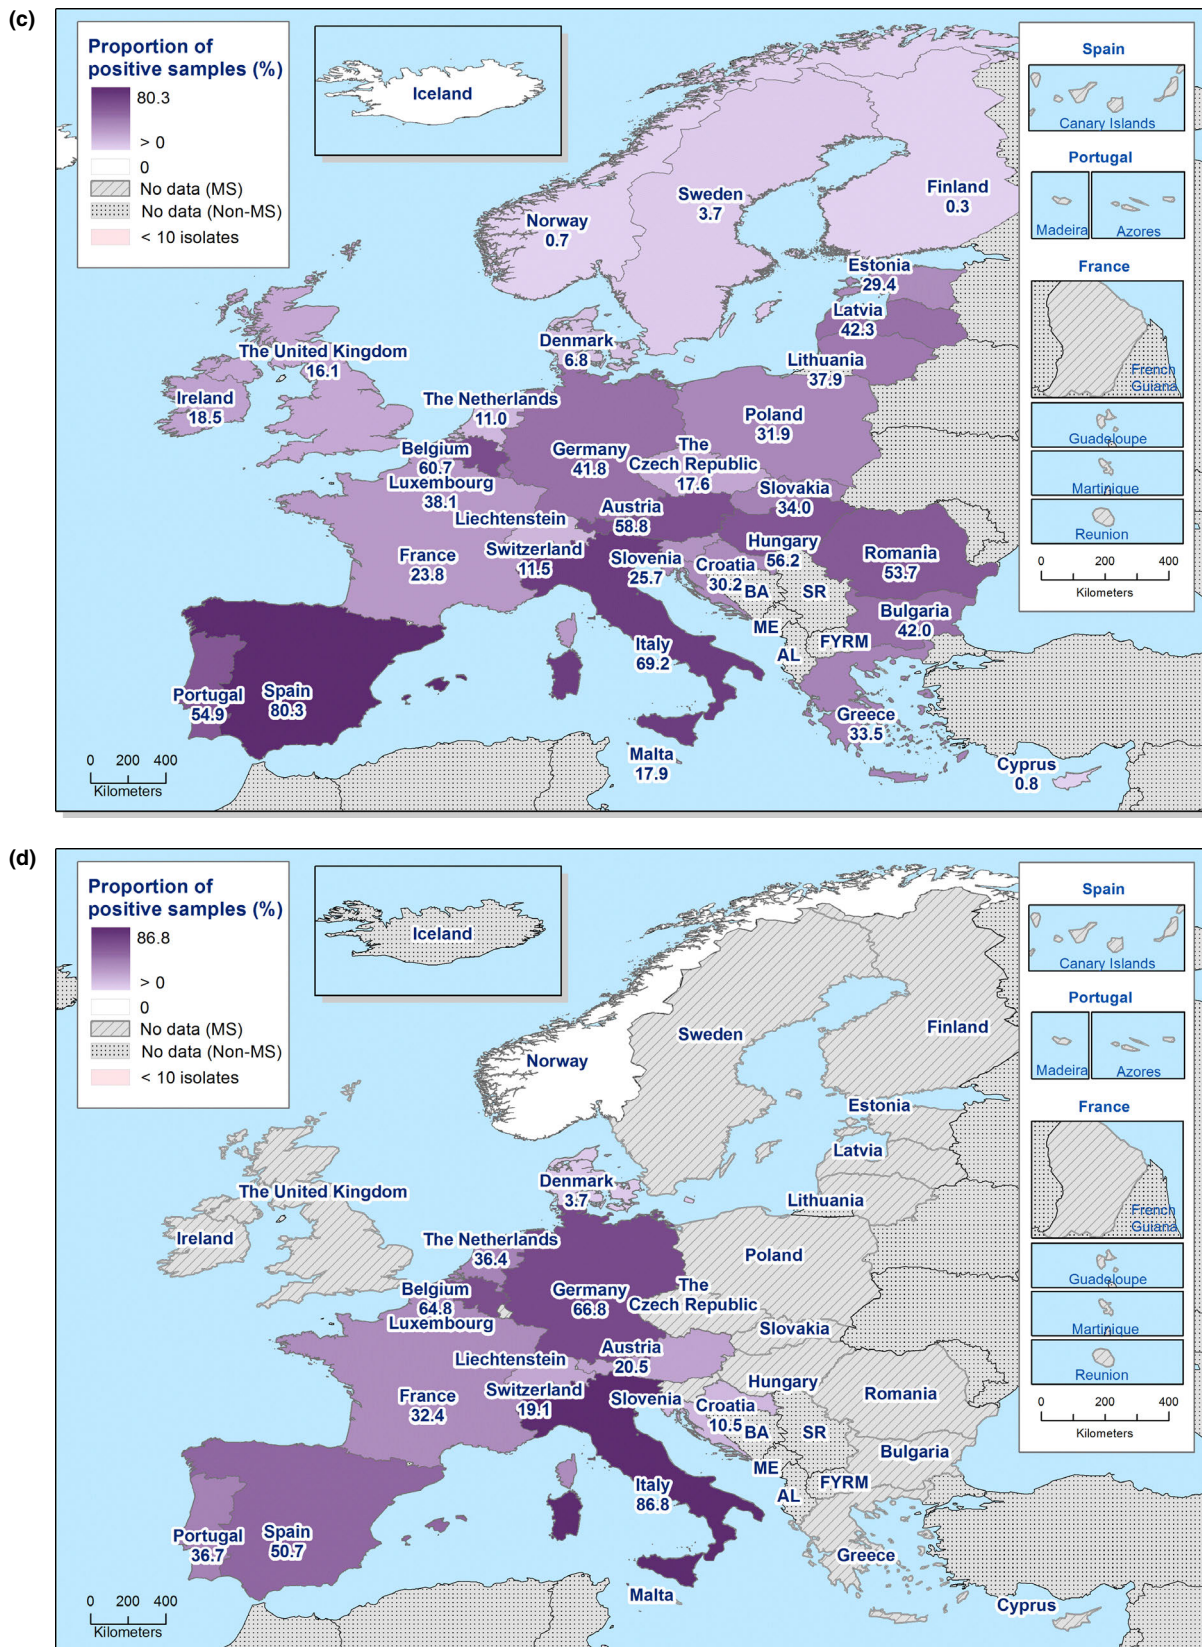 (c)
Proportion of
positive samples (%)
80.3
> 0
0
No data (MS)
No data (Non-MS)
< 10 isolates
Iceland
Spain
Canary Islands
Portugal
Madeira
Azores
France
French
Guiana
Guadeloupe
Martinique
Reunion
0 200 400
Kilometers
Norway
0.7
Sweden
3.7
Finland
0.3
Estonia
29.4
Latvia
42.3
Lithuania
37.9
Denmark
6.8
The United Kingdom
16.1
Ireland
18.5
The Netherlands
11.0
Belgium
60.7
Luxembourg
38.1
Germany
41.8
Poland
31.9
The
Czech Republic
17.6
Slovakia
34.0
Liechtenstein
Austria
58.8
Switzerland
11.5
France
23.8
Slovenia
25.7
Hungary
56.2
Croatia
30.2
Romania
53.7
BA
SR
Bulgaria
42.0
ME
FYRM
AL
Italy
69.2
Portugal
54.9
Spain
80.3
Greece
33.5
Malta
17.9
Cyprus
0.8
0 200 400
Kilometers
(d)
Proportion of
positive samples (%)
86.8
> 0
0
No data (MS)
No data (Non-MS)
< 10 isolates
Iceland
Spain
Canary Islands
Portugal
Madeira
Azores
France
French
Guiana
Guadeloupe
Martinique
Reunion
0 200 400
Kilometers
Norway
Sweden
Finland
Estonia
Latvia
Lithuania
Denmark
3.7
The United Kingdom
Ireland
The Netherlands
36.4
Belgium
64.8
Luxembourg
Germany
66.8
Poland
The
Czech Republic
Slovakia
Liechtenstein
Austria
20.5
Switzerland
19.1
France
32.4
Slovenia
Hungary
Croatia
10.5
Romania
BA
SR
Bulgaria
ME
FYRM
AL
Italy
86.8
Portugal
36.7
Spain
50.7
Greece
Malta
Cyprus
0 200 400
Kilometers